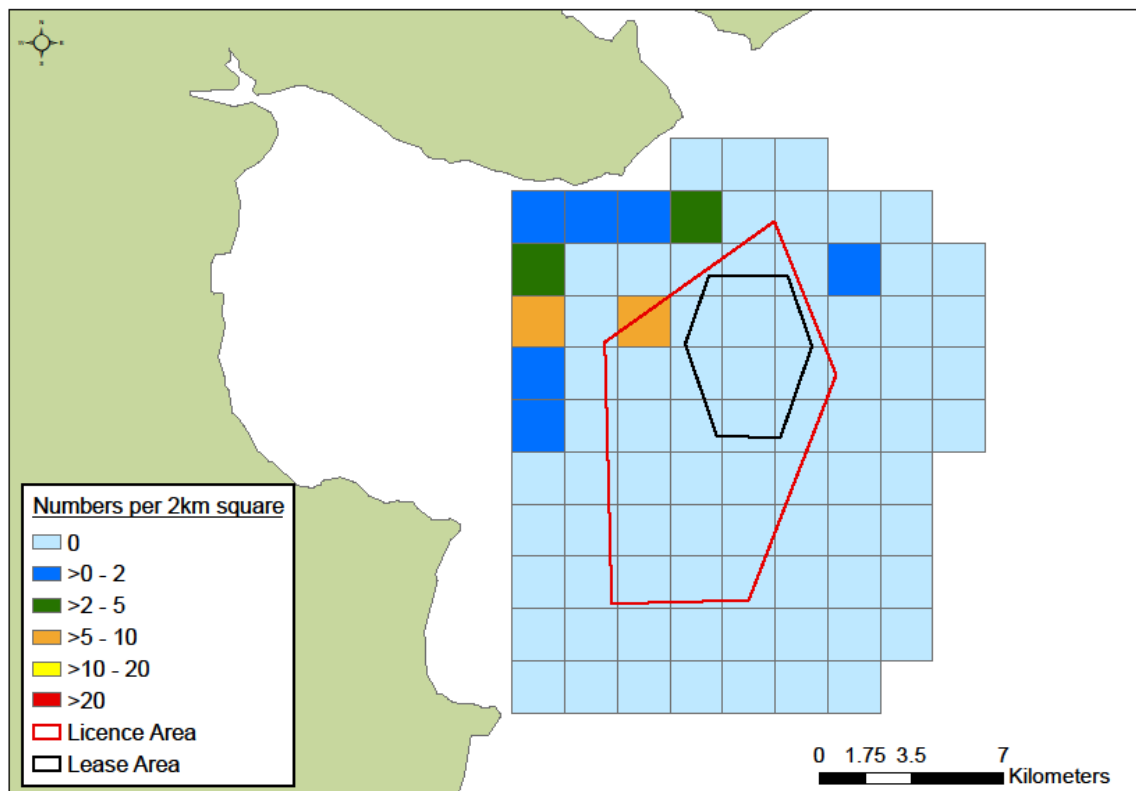 N
E
S
Numbers per 2km square
0
>0 - 2
>2 - 5
>5 - 10
>10 - 20
>20
Licence Area
Lease Area
0 1.75 3.5 7
Kilometers